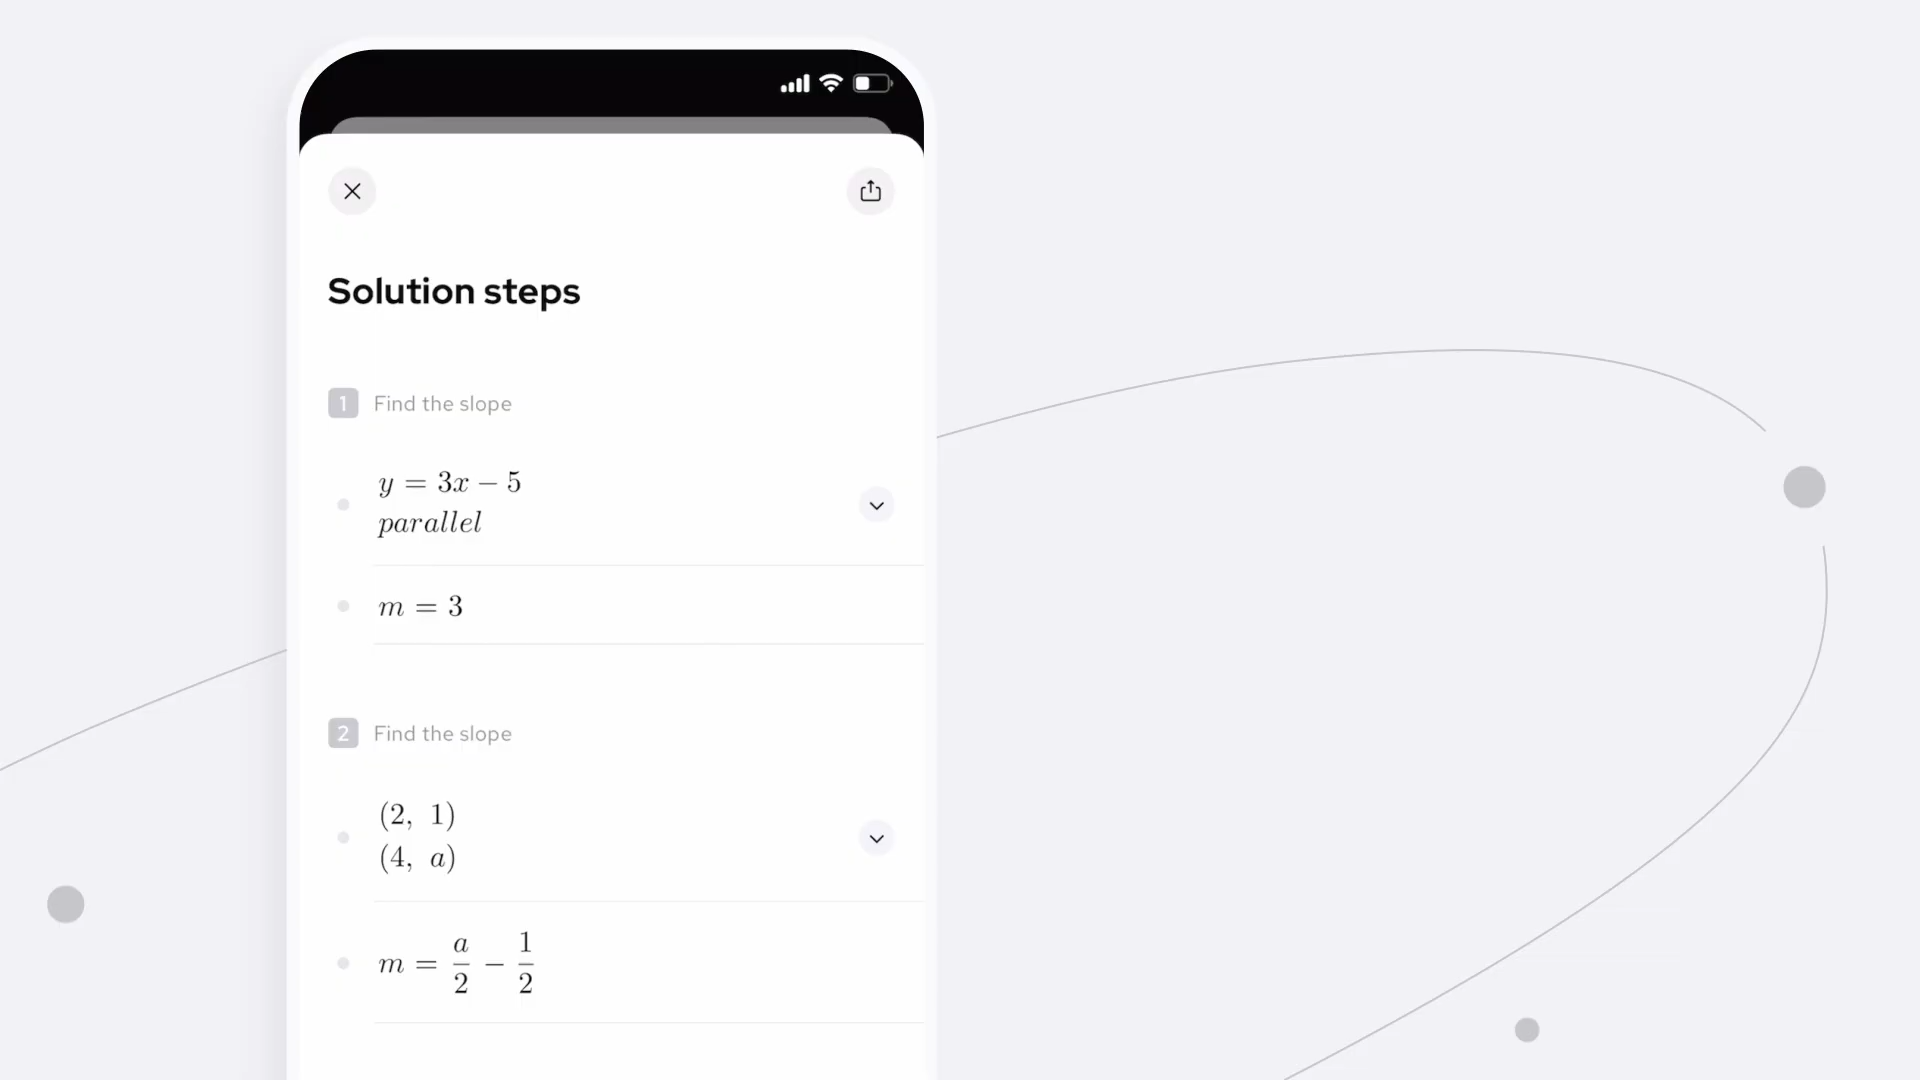 Solution steps
1 Find the slope
y = 3x − 5
parallel
m = 3
2 Find the slope
(2, 1)
(4, a)
m = a/2 − 1/2